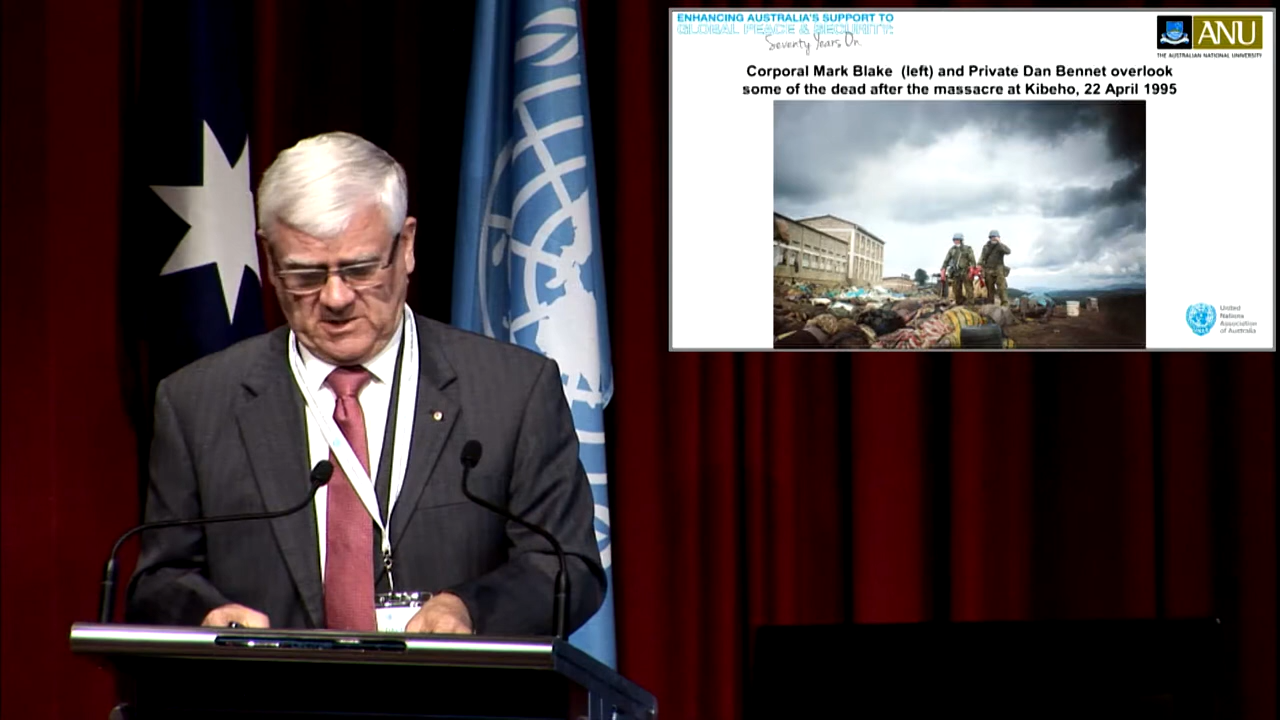 ENHANCING AUSTRALIA'S SUPPORT TO
GLOBAL PEACE & SECURITY:
Seventy Years On
ANU
THE AUSTRALIAN NATIONAL UNIVERSITY
Corporal Mark Blake (left) and Private Dan Bennet overlook
some of the dead after the massacre at Kibeho, 22 April 1995
United
Nations
Association
of Australia